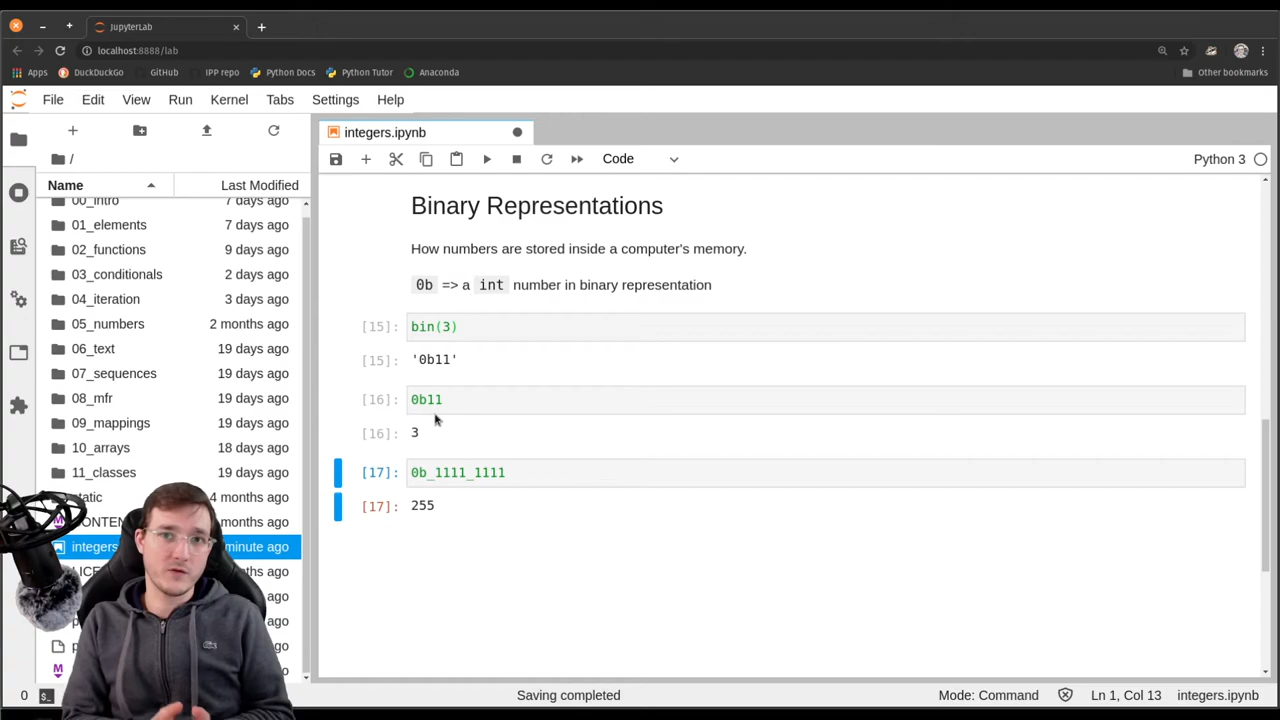 JupyterLab
localhost:8888/lab
Apps DuckDuckGo GitHub IPP repo Python Docs Python Tutor Anaconda Other bookmarks
File Edit View Run Kernel Tabs Settings Help
integers.ipynb
Code Python 3
/
Name Last Modified
00_intro 7 days ago
01_elements 7 days ago
02_functions 9 days ago
03_conditionals 2 days ago
04_iteration 3 days ago
05_numbers 2 months ago
06_text 19 days ago
07_sequences 19 days ago
08_mfr 19 days ago
09_mappings 19 days ago
10_arrays 18 days ago
11_classes 19 days ago
static 4 months ago
months ago
integers minute ago
ago
ago
ago
ago
ago
Binary Representations
How numbers are stored inside a computer's memory.
0b => a int number in binary representation
[15]: bin(3)
[15]: '0b11'
[16]: 0b11
[16]: 3
[17]: 0b_1111_1111
[17]: 255
0 $_ Saving completed Mode: Command Ln 1, Col 13 integers.ipynb